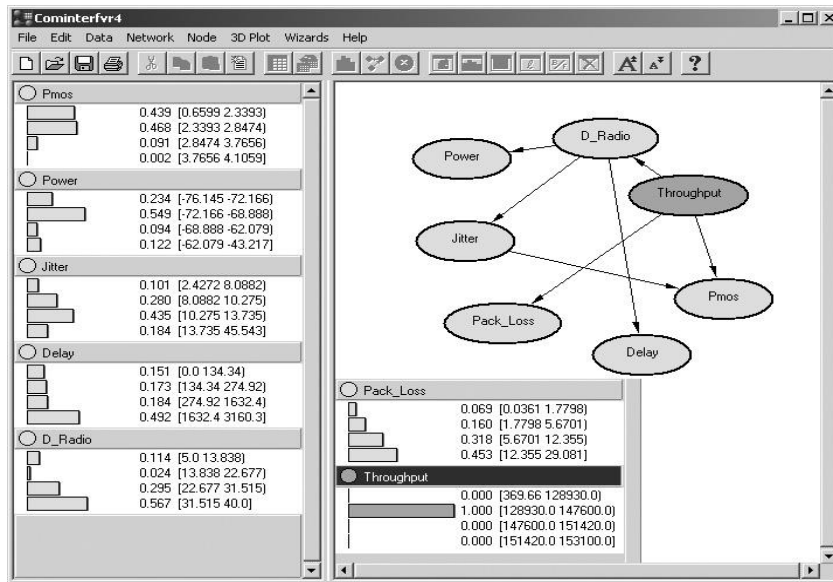 Cominterfvr4
File Edit Data Network Node 3D Plot Wizards Help
Pmos
0.439 [0.6599 2.3393)
0.468 [2.3393 2.8474)
0.091 [2.8474 3.7656)
0.002 [3.7656 4.1059)
Power
0.234 [-76.145 -72.166)
0.549 [-72.166 -68.888)
0.094 [-68.888 -62.079)
0.122 [-62.079 -43.217)
Jitter
0.101 [2.4272 8.0882)
0.280 [8.0882 10.275)
0.435 [10.275 13.735)
0.184 [13.735 45.543)
Delay
0.151 [0.0 134.34)
0.173 [134.34 274.92)
0.184 [274.92 1632.4)
0.492 [1632.4 3160.3)
D_Radio
0.114 [5.0 13.838)
0.024 [13.838 22.677)
0.295 [22.677 31.515)
0.567 [31.515 40.0]
D_Radio
Power
Throughput
Jitter
Pmos
Pack_Loss
Delay
Pack_Loss
0.069 [0.0361 1.7798)
0.160 [1.7798 5.6701)
0.318 [5.6701 12.355)
0.453 [12.355 29.081)
Throughput
0.000 [369.66 128930.0)
1.000 [128930.0 147600.0)
0.000 [147600.0 151420.0)
0.000 [151420.0 153100.0)